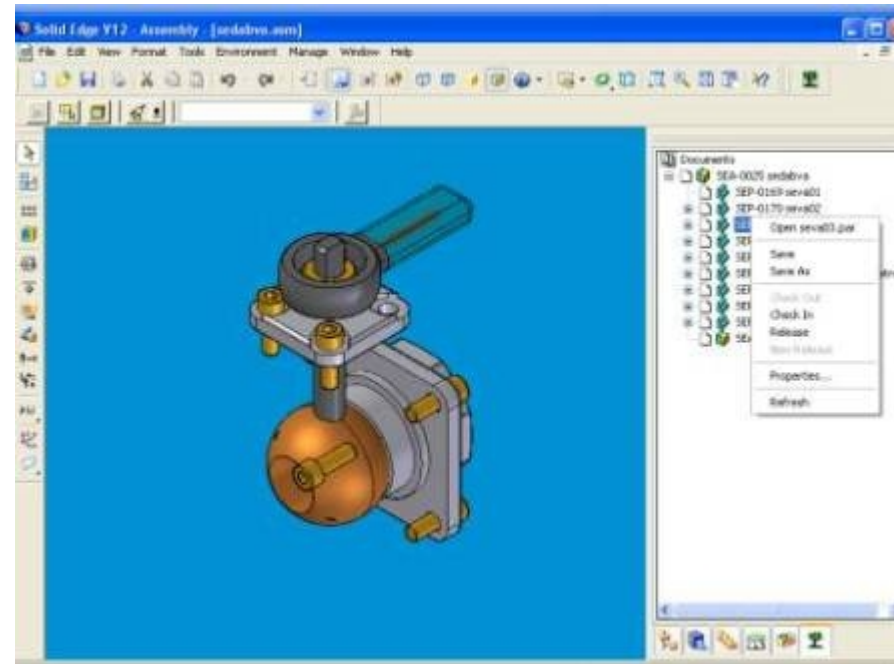 Solid Edge V12 - Assembly - [sedabva.asm]
File Edit View Format Tools Environment Manage Window Help
Documents
SEA-0025 sedabva
SEP-0169 seva01
SEP-0170 seva02
Open seva03.par
Save
Save As
Check Out
Check In
Release
New Release
Properties...
Refresh